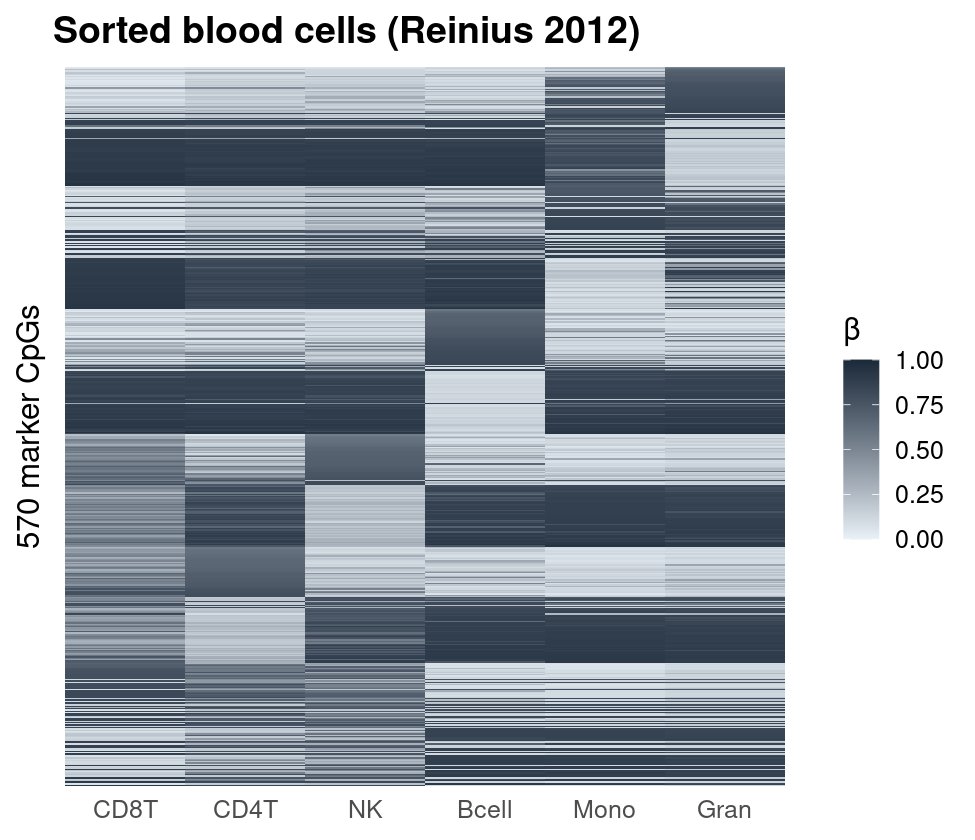 Sorted blood cells (Reinius 2012)
570 marker CpGs
β
1.00
0.75
0.50
0.25
0.00
CD8T CD4T NK Bcell Mono Gran